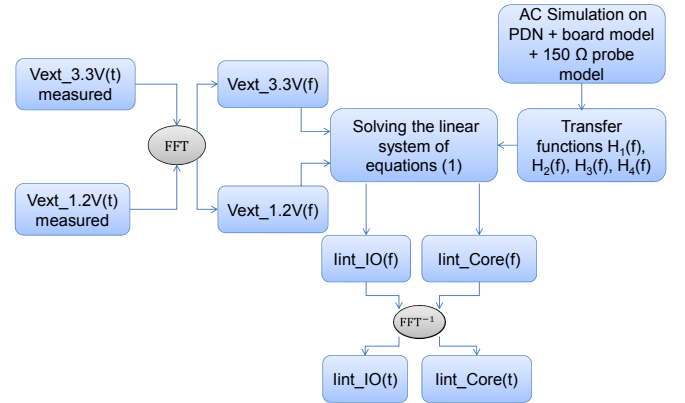 AC Simulation on
PDN + board model
+ 150 Ω probe
model
Vext_3.3V(t)
measured
Vext_3.3V(f)
FFT
Solving the linear
system of
equations (1)
Transfer
functions H₁(f),
H₂(f), H₃(f), H₄(f)
Vext_1.2V(t)
measured
Vext_1.2V(f)
Iint_IO(f)
Iint_Core(f)
FFT⁻¹
Iint_IO(t)
Iint_Core(t)